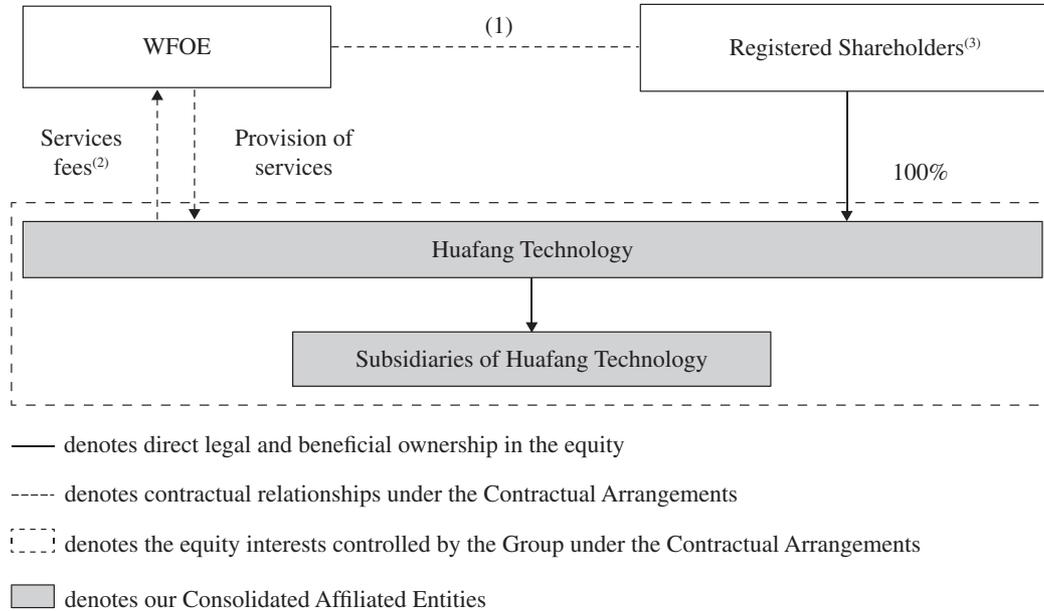 WFOE
(1)
Registered Shareholders(3)
Services
fees(2)
Provision of
services
100%
Huafang Technology
Subsidiaries of Huafang Technology
denotes direct legal and beneficial ownership in the equity
denotes contractual relationships under the Contractual Arrangements
denotes the equity interests controlled by the Group under the Contractual Arrangements
denotes our Consolidated Affiliated Entities